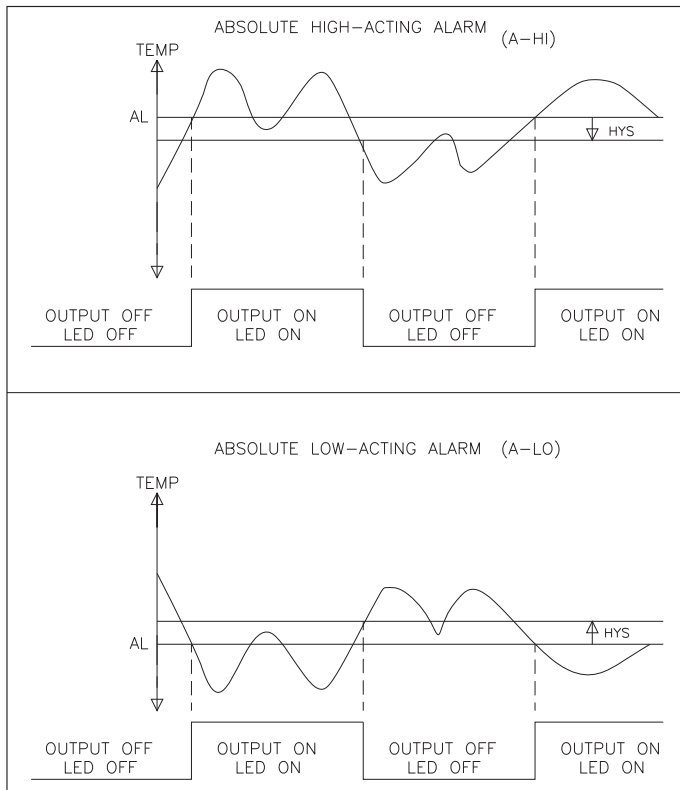 ABSOLUTE HIGH-ACTING ALARM (A-HI)
TEMP
AL
HYS
OUTPUT OFF
LED OFF
OUTPUT ON
LED ON
OUTPUT OFF
LED OFF
OUTPUT ON
LED ON
ABSOLUTE LOW-ACTING ALARM (A-LO)
TEMP
HYS
AL
OUTPUT OFF
LED OFF
OUTPUT ON
LED ON
OUTPUT OFF
LED OFF
OUTPUT ON
LED ON